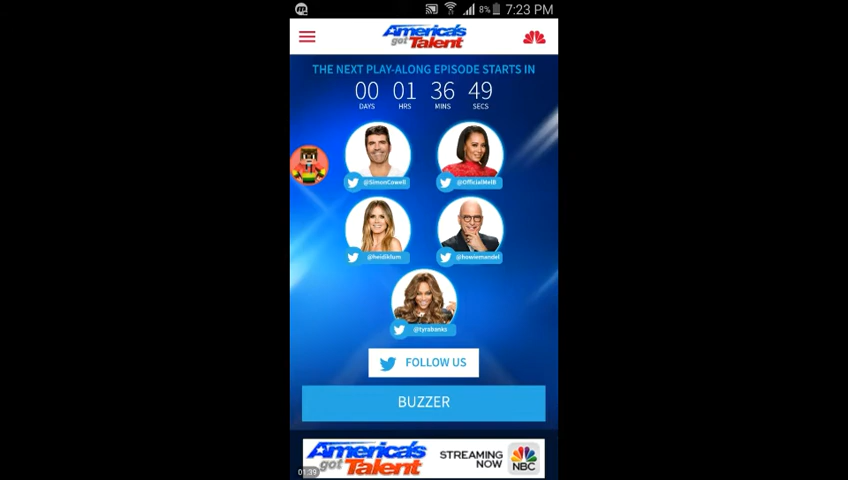 8% 7:23 PM
America's got Talent
THE NEXT PLAY-ALONG EPISODE STARTS IN
00 01 36 49
DAYS HRS MINS SECS
@SimonCowell @OfficialMelB
@heidiklum @howiemandel
@tyrabanks
FOLLOW US
BUZZER
America's got Talent STREAMING NOW NBC
01:39